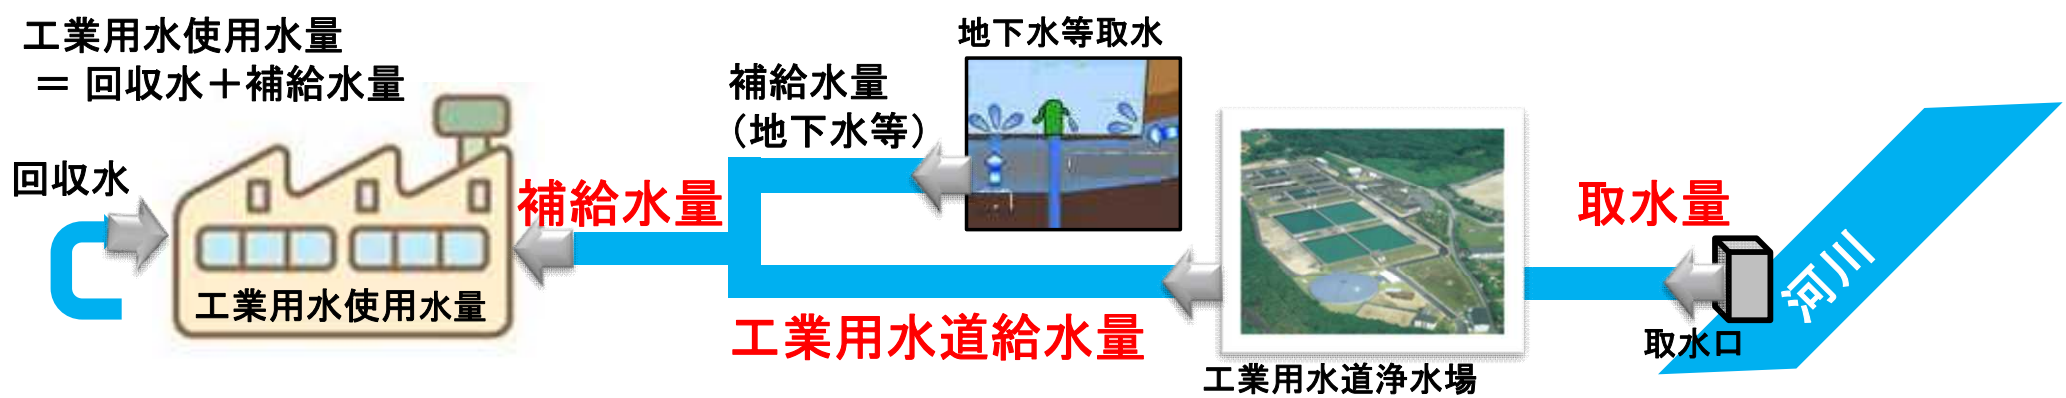 工業用水使用水量
＝ 回収水＋補給水量
回収水
工業用水使用水量
補給水量
補給水量
（地下水等）
地下水等取水
工業用水道給水量
工業用水道浄水場
取水量
取水口
河川